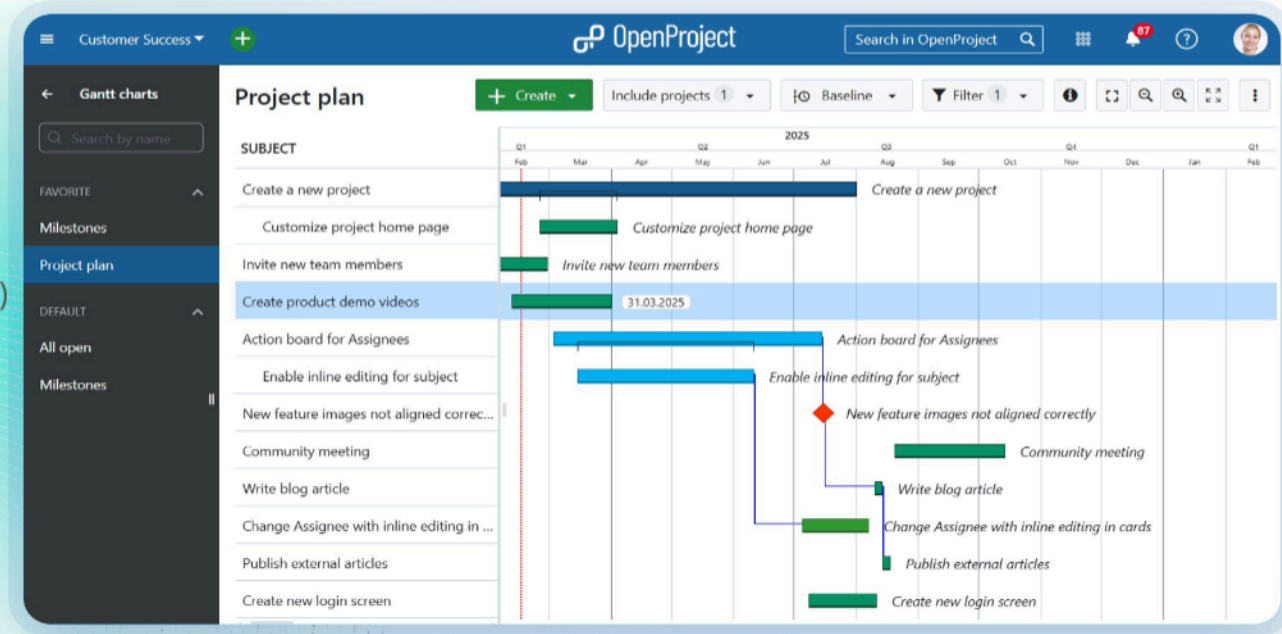 Customer Success
OpenProject
Search in OpenProject
87
?
Gantt charts
Search by name
FAVORITE
Milestones
Project plan
)
DEFAULT
All open
Milestones
Project plan
+ Create
Include projects 1
Baseline
Filter 1
SUBJECT
2025
Q1 Q2 Q3 Q4 Q1
Feb Mar Apr May Jun Jul Aug Sep Oct Nov Dec Jan Feb
Create a new project
Create a new project
Customize project home page
Customize project home page
Invite new team members
Invite new team members
Create product demo videos
31.03.2025
Action board for Assignees
Action board for Assignees
Enable inline editing for subject
Enable inline editing for subject
New feature images not aligned correc...
New feature images not aligned correctly
Community meeting
Community meeting
Write blog article
Write blog article
Change Assignee with inline editing in ...
Change Assignee with inline editing in cards
Publish external articles
Publish external articles
Create new login screen
Create new login screen